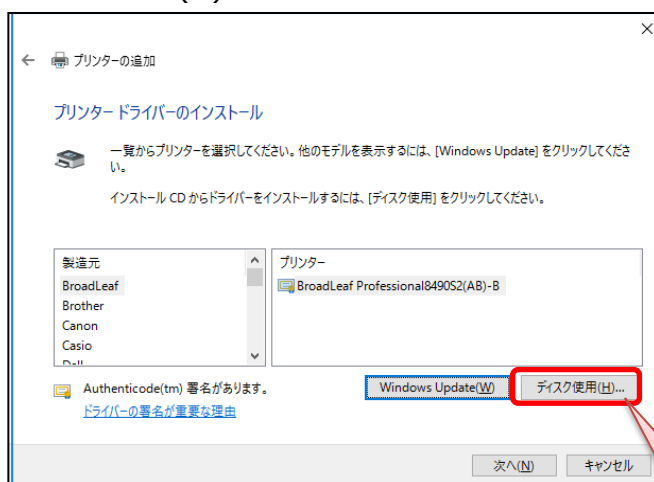 プリンターの追加
プリンター ドライバーのインストール
一覧からプリンターを選択してください。他のモデルを表示するには、[Windows Update] をクリックしてくださ
い。
インストール CD からドライバーをインストールするには、[ディスク使用] をクリックしてください。
製造元
BroadLeaf
Brother
Canon
Casio
Dell
プリンター
BroadLeaf Professional8490S2(AB)-B
Authenticode(tm) 署名があります。
ドライバーの署名が重要な理由
Windows Update(W)
ディスク使用(H)...
次へ(N)
キャンセル